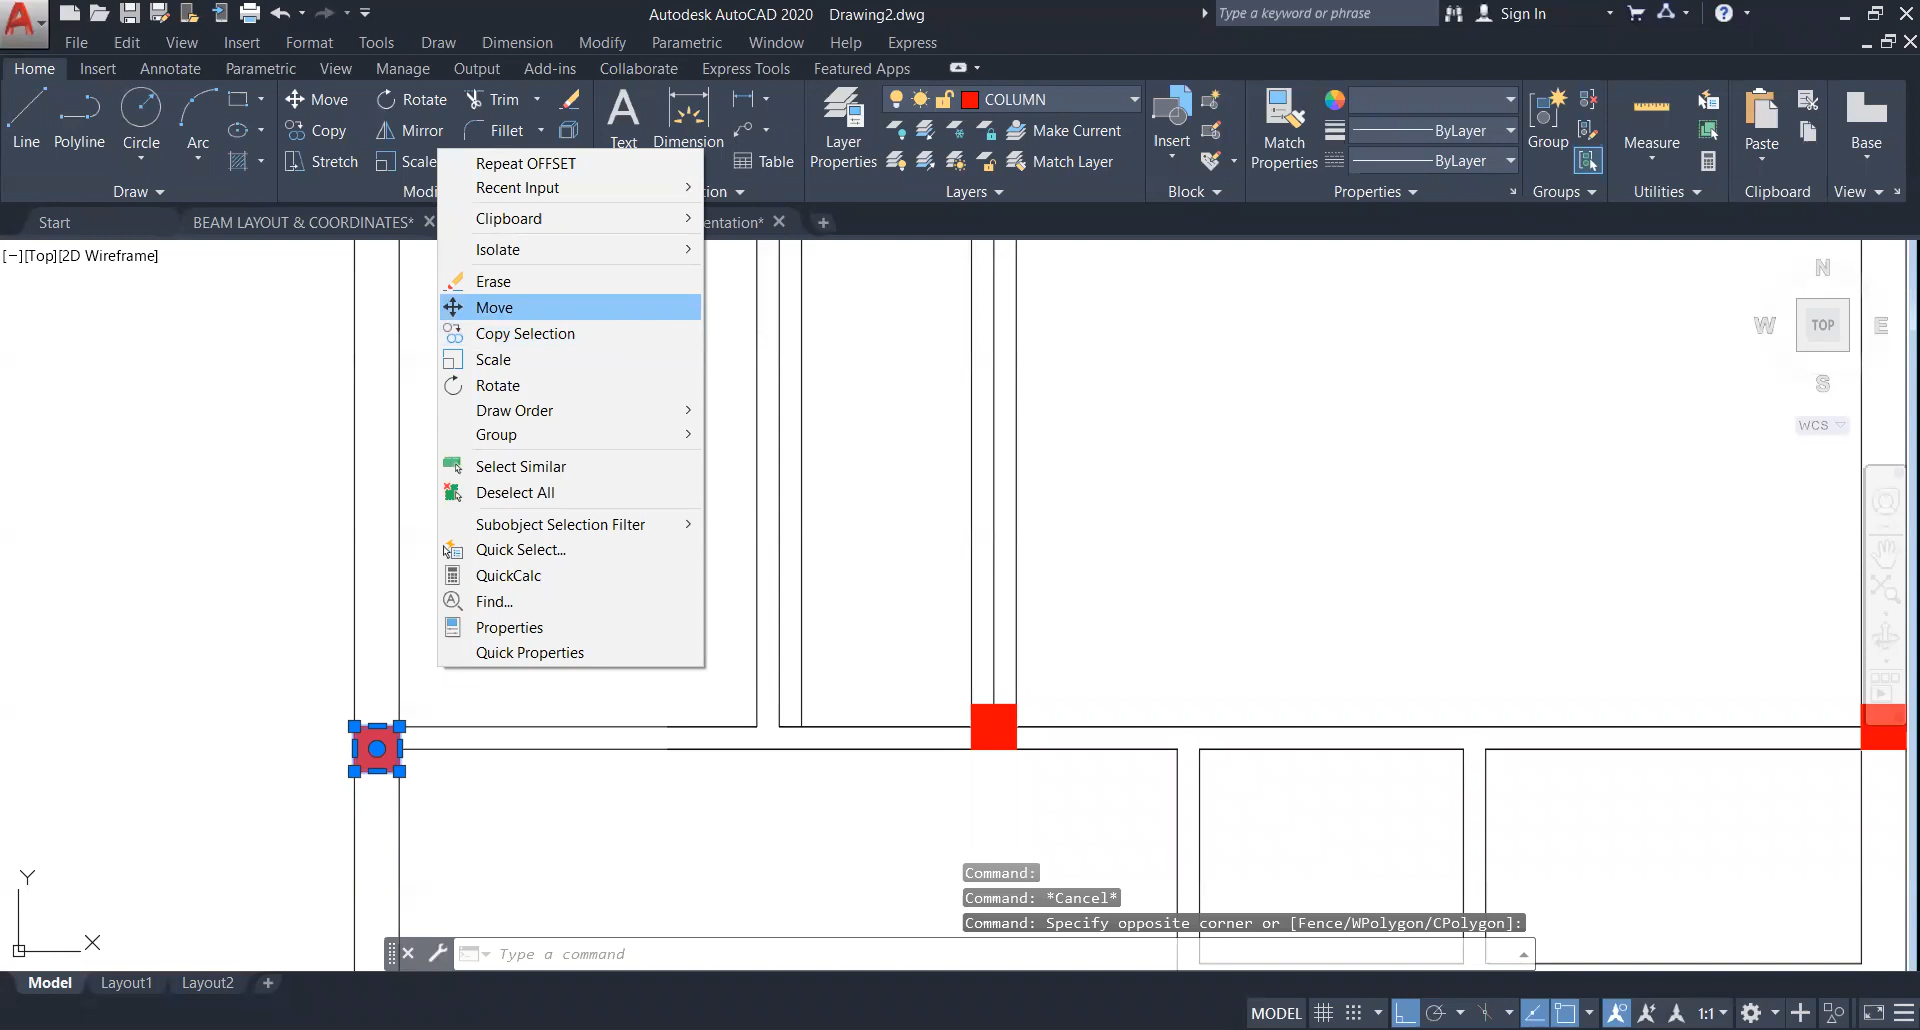 Autodesk AutoCAD 2020 Drawing2.dwg
Type a keyword or phrase
Sign In
File Edit View Insert Format Tools Draw Dimension Modify Parametric Window Help Express
Home Insert Annotate Parametric View Manage Output Add-ins Collaborate Express Tools Featured Apps
Line
Polyline
Circle
Arc
Draw
Move
Copy
Stretch
Rotate
Mirror
Scale
Trim
Fillet
Text
Dimension
Table
Layer
Properties
COLUMN
Make Current
Match Layer
Layers
Insert
Block
Match
Properties
ByLayer
ByLayer
Properties
Group
Groups
Measure
Utilities
Paste
Clipboard
Base
View
Start
BEAM LAYOUT & COORDINATES*
[−][Top][2D Wireframe]
Repeat OFFSET
Recent Input
Clipboard
Isolate
Erase
Move
Copy Selection
Scale
Rotate
Draw Order
Group
Select Similar
Deselect All
Subobject Selection Filter
Quick Select...
QuickCalc
Find...
Properties
Quick Properties
N
W TOP E
S
WCS
Y
X
Command:
Command: *Cancel*
Command: Specify opposite corner or [Fence/WPolygon/CPolygon]:
Type a command
Model Layout1 Layout2
MODEL
1:1